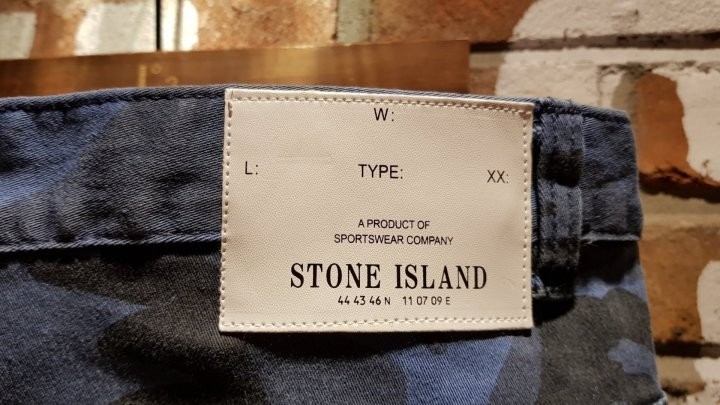 W:
L: TYPE: XX:
A PRODUCT OF
SPORTSWEAR COMPANY
STONE ISLAND
44 43 46 N 11 07 09 E